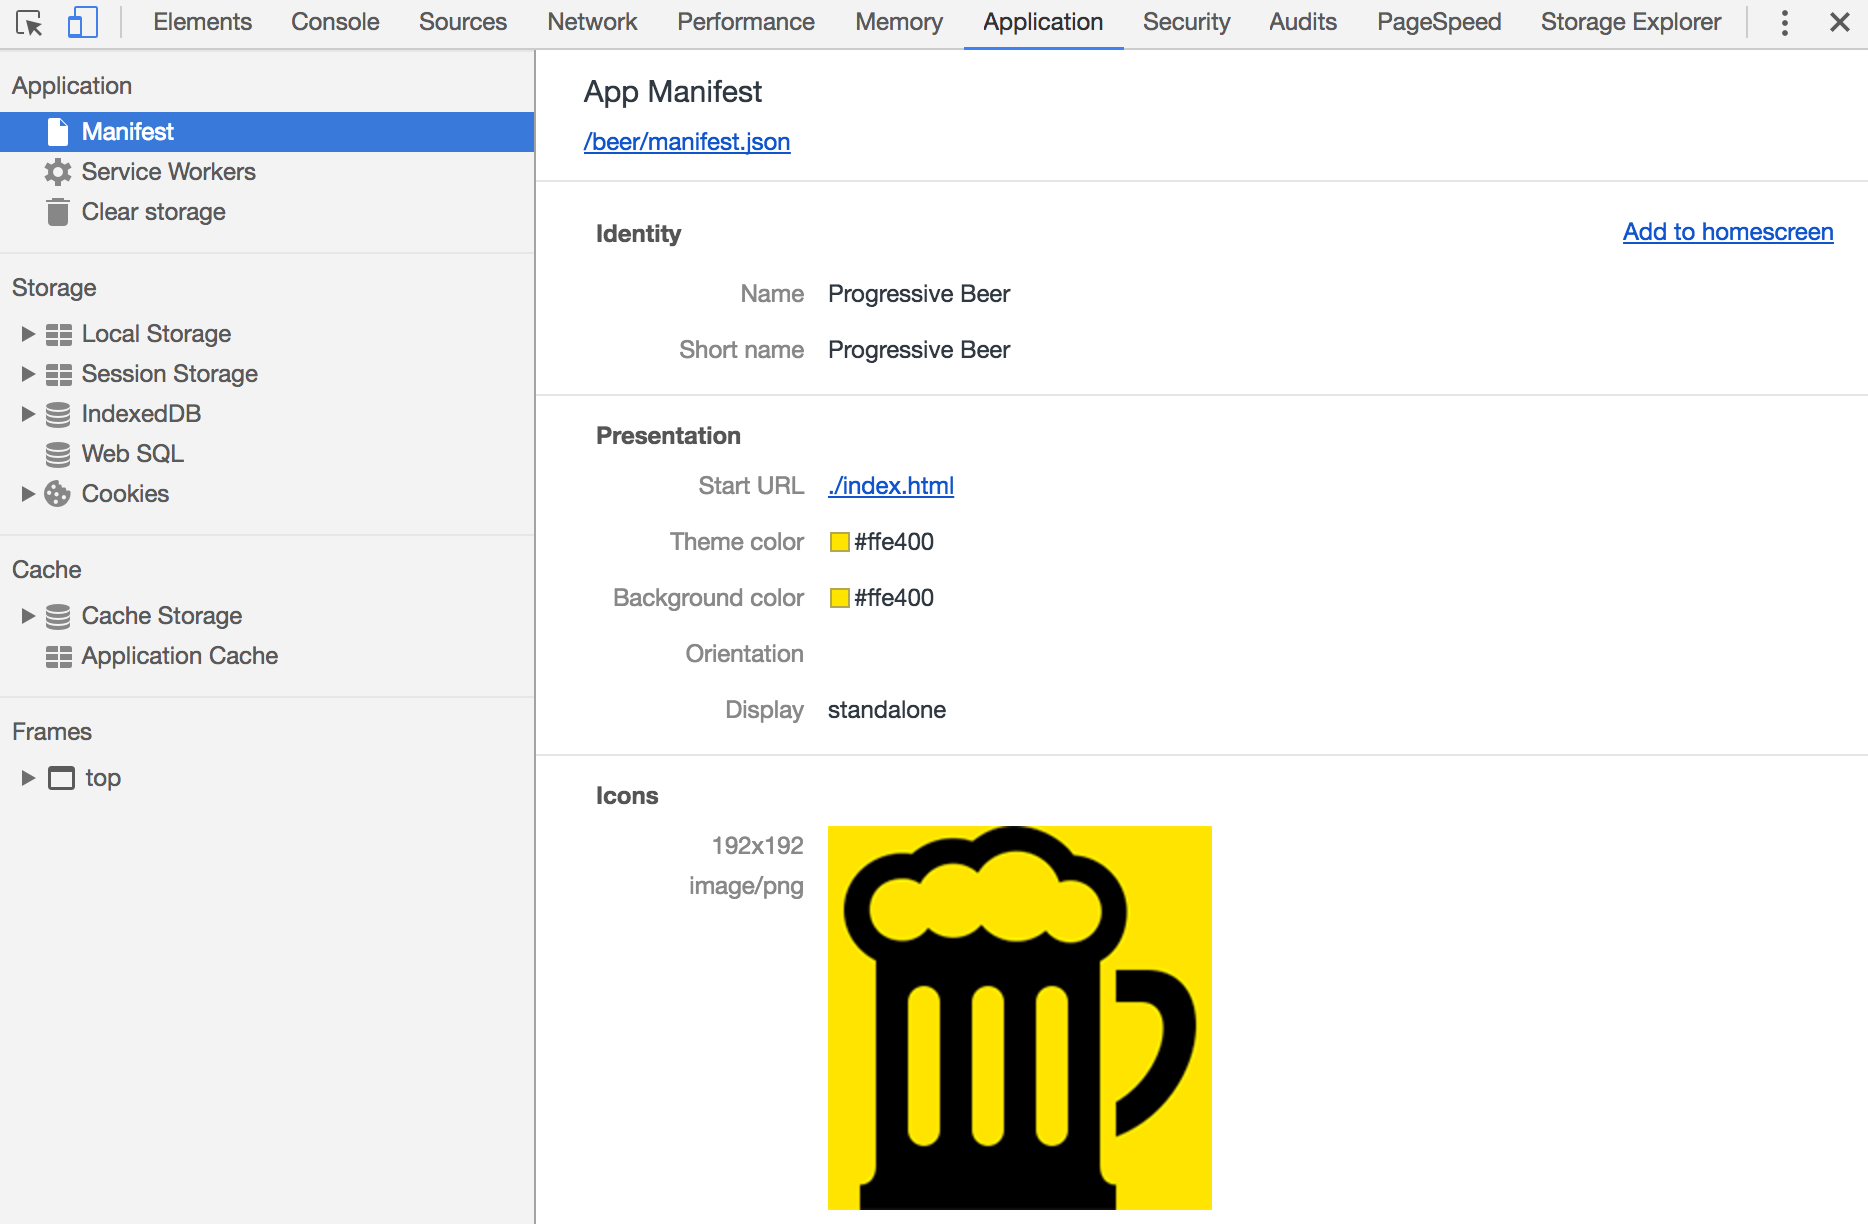 Elements Console Sources Network Performance Memory Application Security Audits PageSpeed Storage Explorer
Application
Manifest
Service Workers
Clear storage
Storage
Local Storage
Session Storage
IndexedDB
Web SQL
Cookies
Cache
Cache Storage
Application Cache
Frames
top
App Manifest
/beer/manifest.json
Identity Add to homescreen
Name Progressive Beer
Short name Progressive Beer
Presentation
Start URL ./index.html
Theme color #ffe400
Background color #ffe400
Orientation
Display standalone
Icons
192x192
image/png